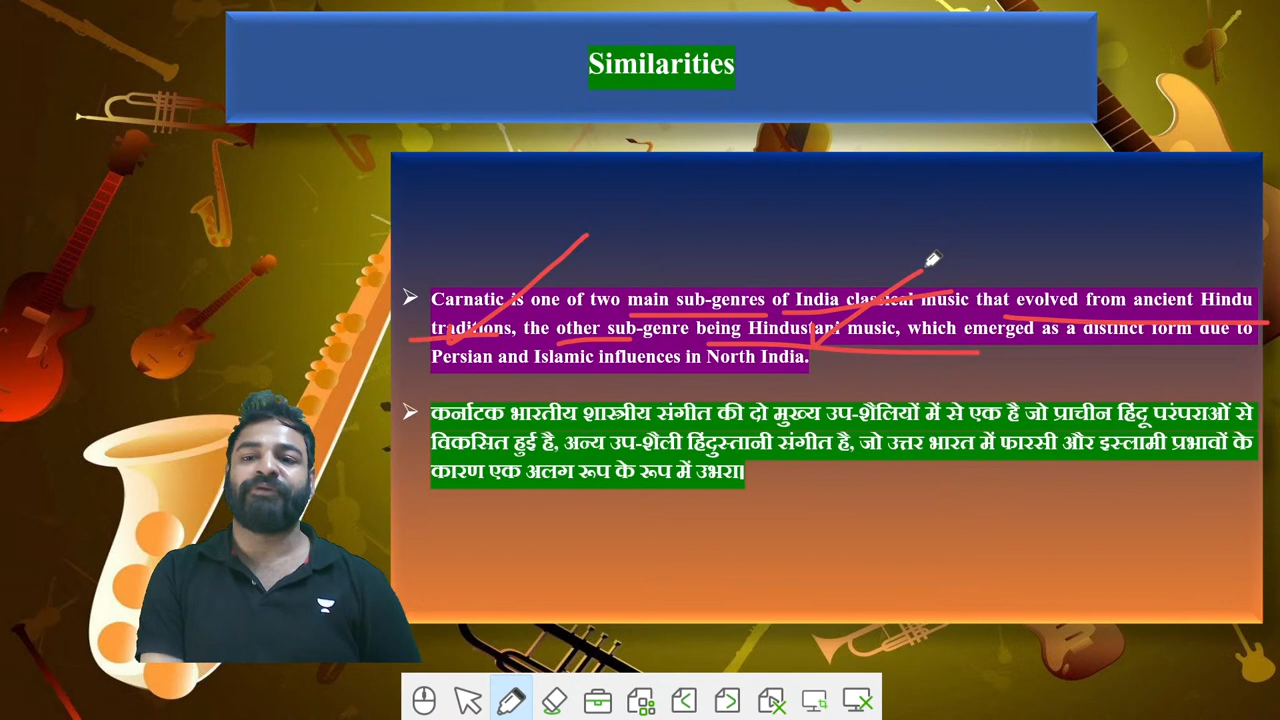 Similarities
Carnatic is one of two main sub-genres of India classical music that evolved from ancient Hindu
traditions, the other sub-genre being Hindustani music, which emerged as a distinct form due to
Persian and Islamic influences in North India.
कर्नाटक भारतीय शास्त्रीय संगीत की दो मुख्य उप-शैलियों में से एक है जो प्राचीन हिंदू परंपराओं से
विकसित हुई है, अन्य उप-शैली हिंदुस्तानी संगीत है, जो उत्तर भारत में फारसी और इस्लामी प्रभावों के
कारण एक अलग रूप के रूप में उभरा।